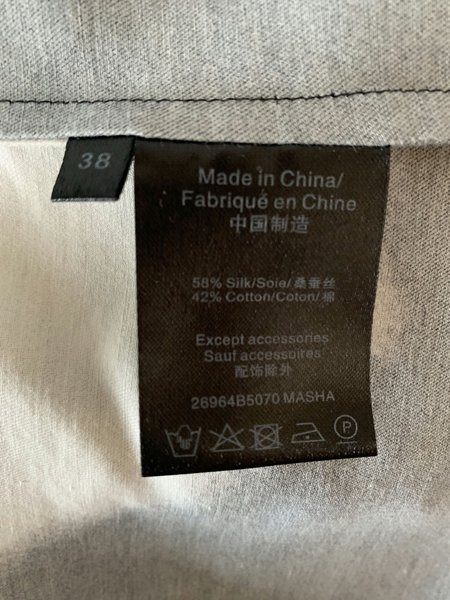 38
Made in China/
Fabriqué en Chine
中国制造
58% Silk/Soie/桑蚕丝
42% Cotton/Coton/棉
Except accessories
Sauf accessoires
配饰除外
26964B5070 MASHA
P